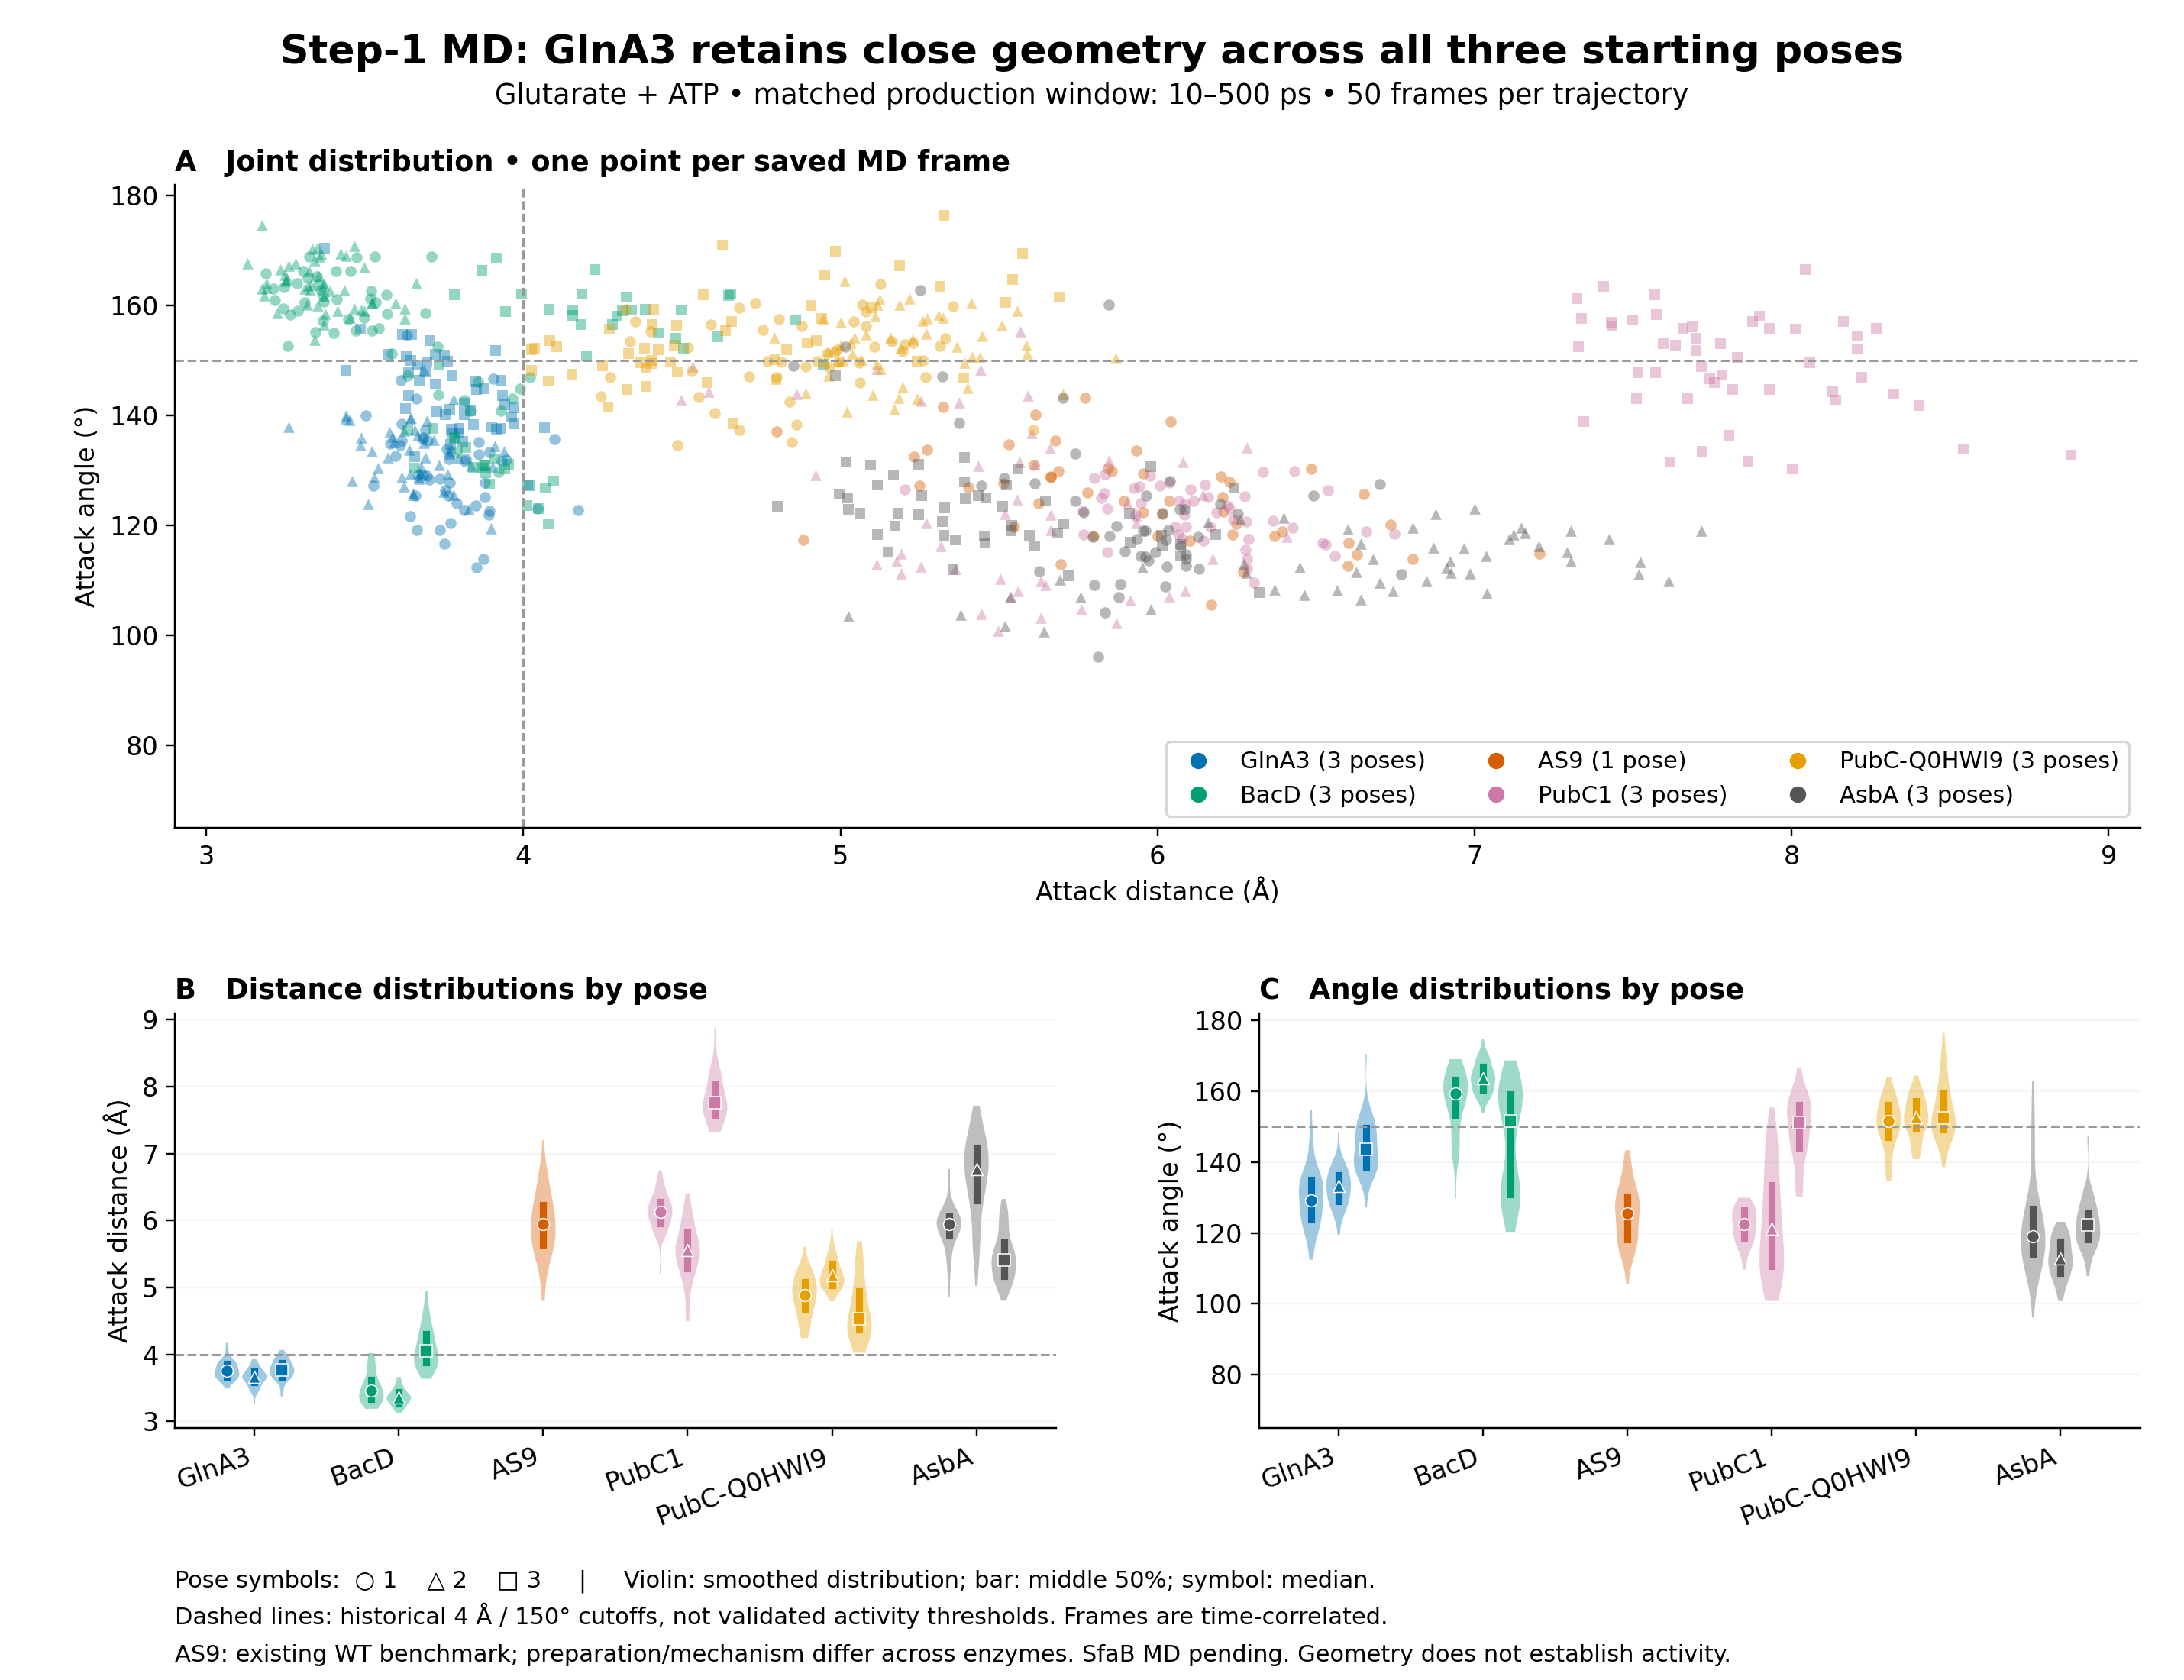 Step-1 MD: GlnA3 retains close geometry across all three starting poses
Glutarate + ATP • matched production window: 10–500 ps • 50 frames per trajectory
A Joint distribution • one point per saved MD frame
180
160
140
120
100
80
Attack angle (°)
3 4 5 6 7 8 9
Attack distance (Å)
GlnA3 (3 poses) AS9 (1 pose) PubC-Q0HWI9 (3 poses)
BacD (3 poses) PubC1 (3 poses) AsbA (3 poses)
B Distance distributions by pose
9
8
7
6
5
4
3
Attack distance (Å)
GlnA3 BacD AS9 PubC1 PubC-Q0HWI9 AsbA
C Angle distributions by pose
180
160
140
120
100
80
Attack angle (°)
GlnA3 BacD AS9 PubC1 PubC-Q0HWI9 AsbA
Pose symbols: ○ 1 △ 2 □ 3 | Violin: smoothed distribution; bar: middle 50%; symbol: median.
Dashed lines: historical 4 Å / 150° cutoffs, not validated activity thresholds. Frames are time-correlated.
AS9: existing WT benchmark; preparation/mechanism differ across enzymes. SfaB MD pending. Geometry does not establish activity.